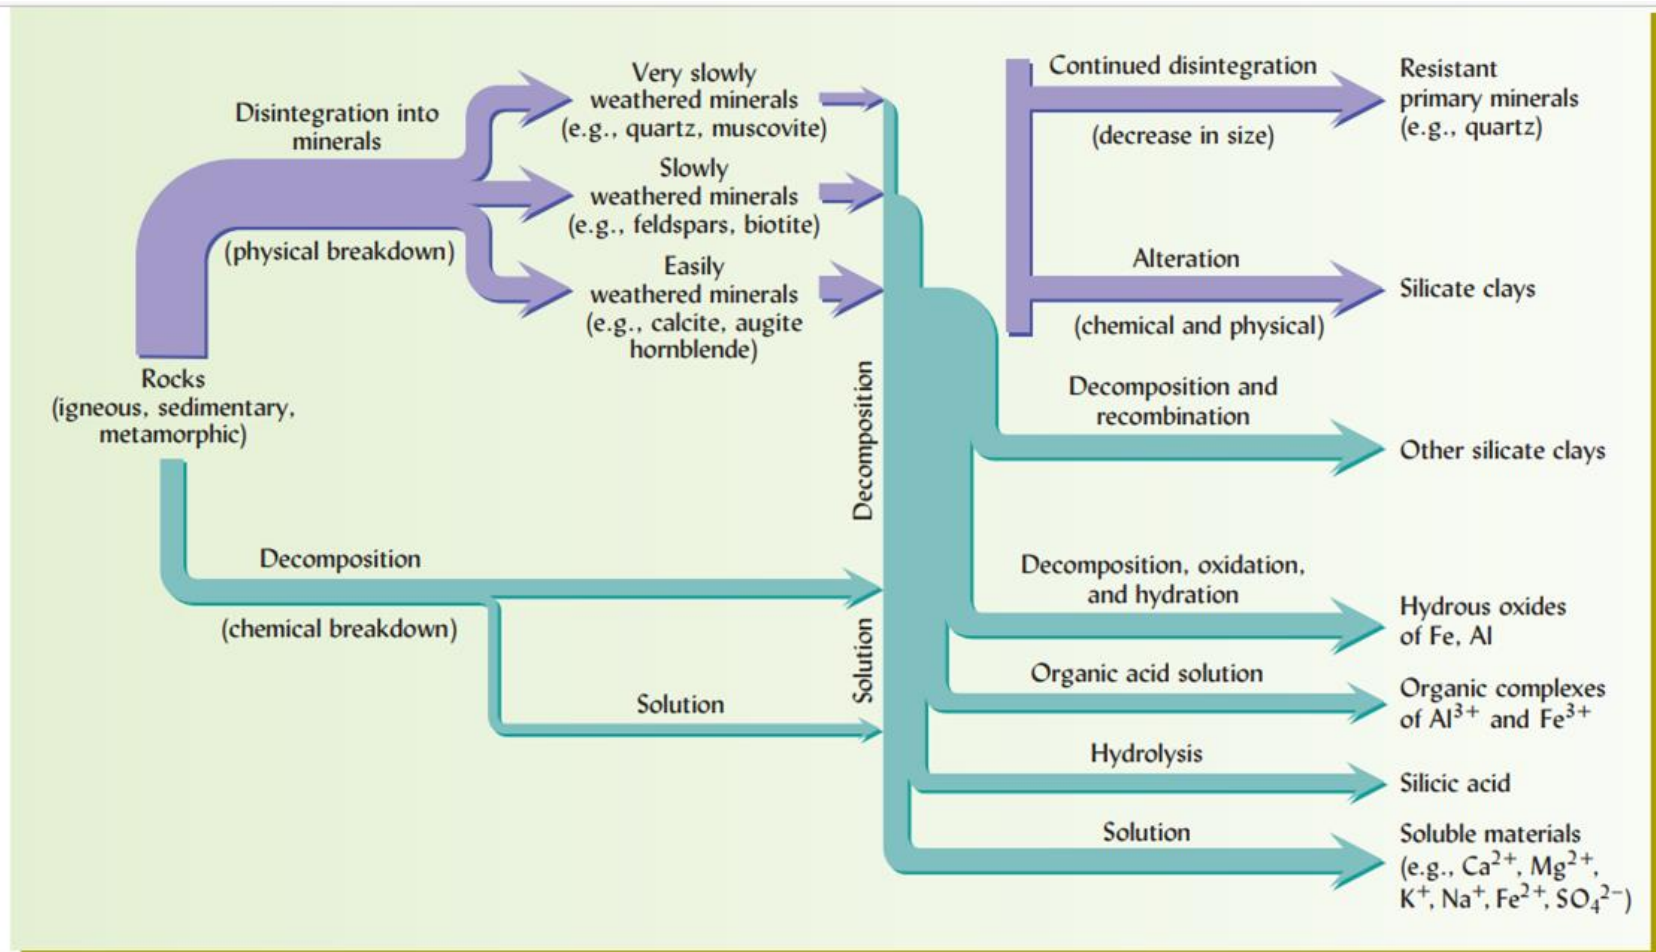 Disintegration into
minerals
(physical breakdown)
Very slowly
weathered minerals
(e.g., quartz, muscovite)
Slowly
weathered minerals
(e.g., feldspars, biotite)
Easily
weathered minerals
(e.g., calcite, augite
hornblende)
Rocks
(igneous, sedimentary,
metamorphic)
Decomposition
(chemical breakdown)
Solution
Decomposition
Solution
Continued disintegration
(decrease in size)
Resistant
primary minerals
(e.g., quartz)
Alteration
(chemical and physical)
Silicate clays
Decomposition and
recombination
Other silicate clays
Decomposition, oxidation,
and hydration
Hydrous oxides
of Fe, Al
Organic acid solution
Organic complexes
of Al³⁺ and Fe³⁺
Hydrolysis
Silicic acid
Solution
Soluble materials
(e.g., Ca²⁺, Mg²⁺,
K⁺, Na⁺, Fe²⁺, SO₄²⁻)